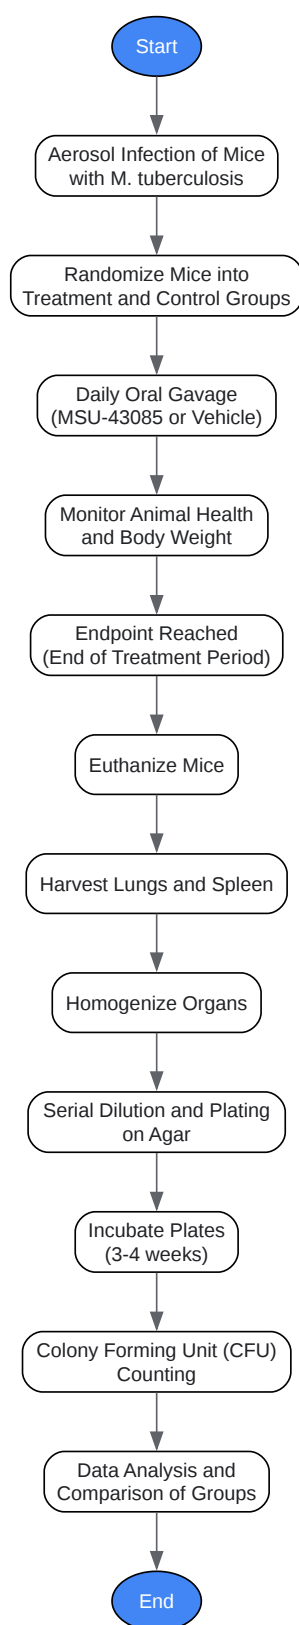 Start
Aerosol Infection of Mice
with M. tuberculosis
Randomize Mice into
Treatment and Control Groups
Daily Oral Gavage
(MSU-43085 or Vehicle)
Monitor Animal Health
and Body Weight
Endpoint Reached
(End of Treatment Period)
Euthanize Mice
Harvest Lungs and Spleen
Homogenize Organs
Serial Dilution and Plating
on Agar
Incubate Plates
(3-4 weeks)
Colony Forming Unit (CFU)
Counting
Data Analysis and
Comparison of Groups
End